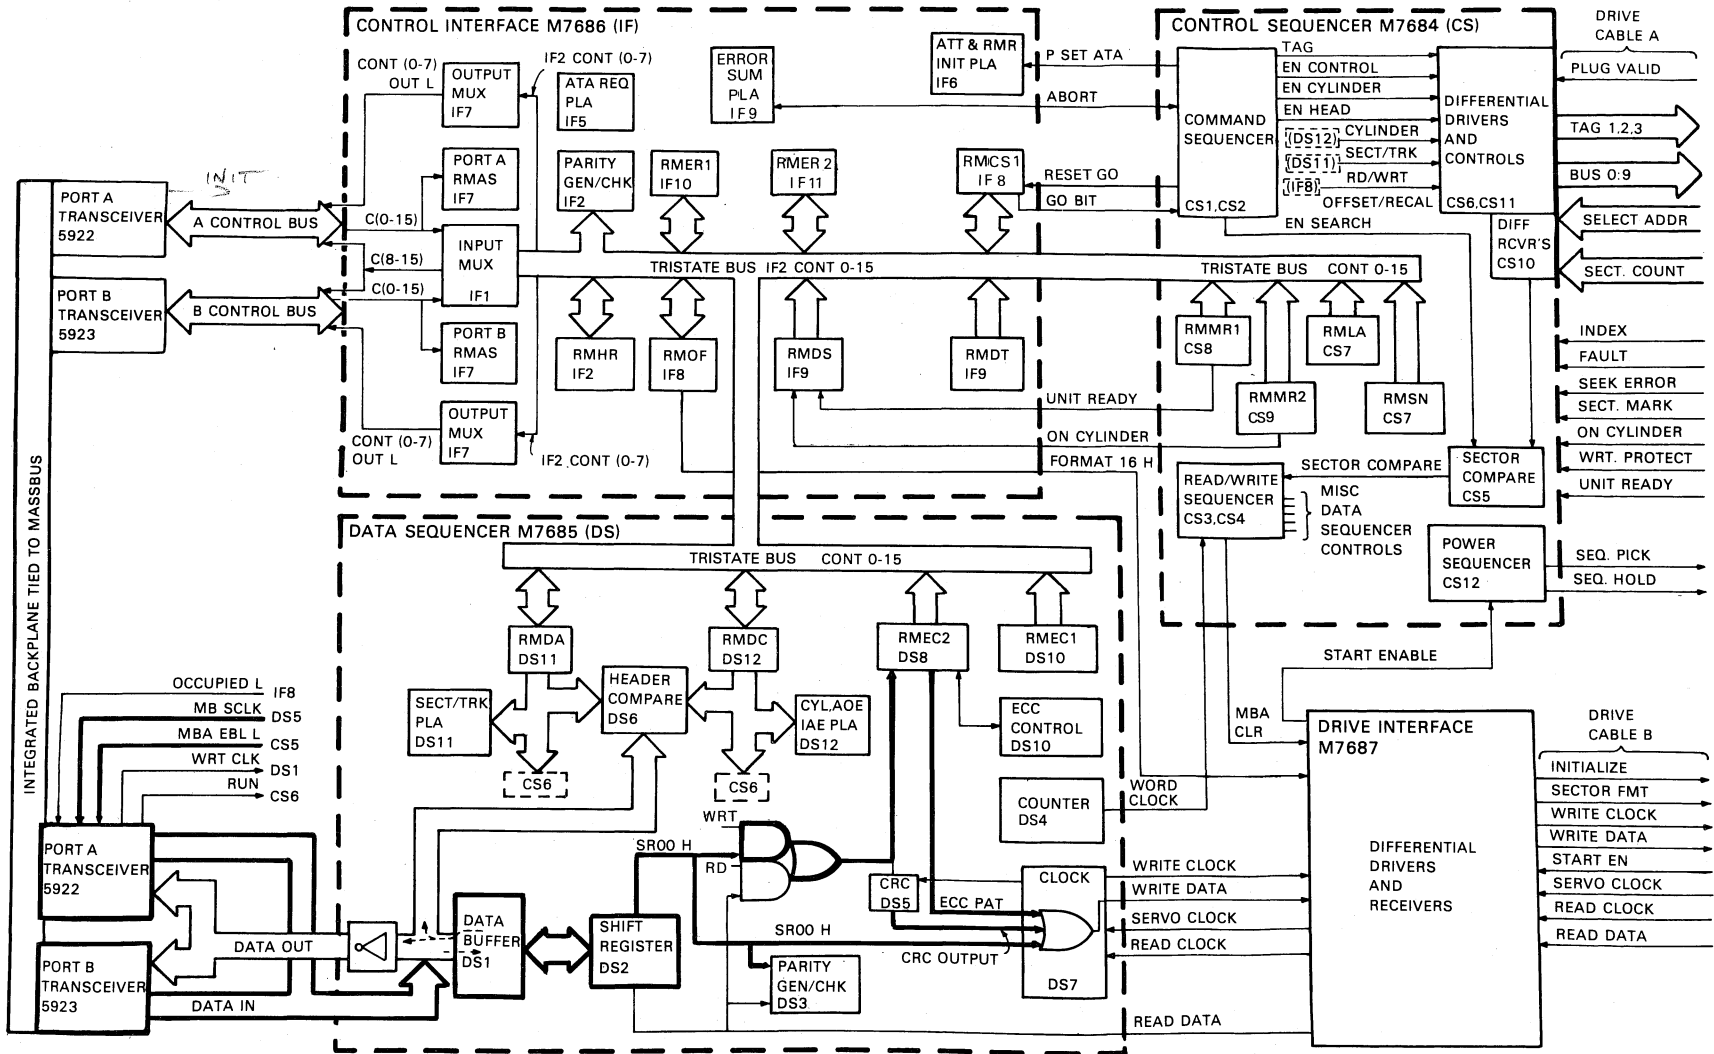 CONTROL INTERFACE M7686 (IF)
CONT (0-7)
OUT L
OUTPUT
MUX
IF7
IF2 CONT (0-7)
ATA REQ
PLA
IF5
ERROR
SUM
PLA
IF9
ATT & RMR
INIT PLA
IF6
P SET ATA
ABORT
PORT A
RMAS
IF7
PARITY
GEN/CHK
IF2
RMER1
IF10
RMER 2
IF11
RMCS1
IF 8
RESET GO
GO BIT
INIT
PORT A
TRANSCEIVER
5922
A CONTROL BUS
C(0-15)
INPUT
MUX
IF1
C(8-15)
C(0-15)
TRISTATE BUS IF2 CONT 0-15
PORT B
TRANSCEIVER
5923
B CONTROL BUS
PORT B
RMAS
IF7
RMHR
IF2
RMOF
IF8
RMDS
IF9
RMDT
IF9
OUTPUT
MUX
IF7
CONT (0-7)
OUT L
IF2 CONT (0-7)
UNIT READY
ON CYLINDER
FORMAT 16 H
INTEGRATED BACKPLANE TIED TO MASSBUS
CONTROL SEQUENCER M7684 (CS)
COMMAND
SEQUENCER
CS1,CS2
TAG
EN CONTROL
EN CYLINDER
EN HEAD
(DS12)
CYLINDER
(DS11)
SECT/TRK
(IF8)
RD/WRT
OFFSET/RECAL
EN SEARCH
DIFFERENTIAL
DRIVERS
AND
CONTROLS
CS6,CS11
DIFF
RCVR'S
CS10
DRIVE
CABLE A
PLUG VALID
TAG 1,2,3
BUS 0:9
SELECT ADDR
SECT. COUNT
TRISTATE BUS CONT 0-15
RMMR1
CS8
RMLA
CS7
RMMR2
CS9
RMSN
CS7
INDEX
FAULT
SEEK ERROR
SECT. MARK
ON CYLINDER
WRT. PROTECT
UNIT READY
SECTOR COMPARE
SECTOR
COMPARE
CS5
READ/WRITE
SEQUENCER
CS3,CS4
MISC
DATA
SEQUENCER
CONTROLS
POWER
SEQUENCER
CS12
SEQ. PICK
SEQ. HOLD
START ENABLE
DATA SEQUENCER M7685 (DS)
TRISTATE BUS CONT 0-15
RMDA
DS11
RMDC
DS12
RMEC2
DS8
RMEC1
DS10
SECT/TRK
PLA
DS11
HEADER
COMPARE
DS6
CYL,AOE
IAE PLA
DS12
ECC
CONTROL
DS10
CS6
CS6
COUNTER
DS4
WORD
CLOCK
MBA
CLR
OCCUPIED L
IF8
MB SCLK
DS5
MBA EBL L
CS5
WRT CLK
DS1
RUN
CS6
PORT A
TRANSCEIVER
5922
PORT B
TRANSCEIVER
5923
DATA OUT
DATA IN
DATA
BUFFER
DS1
SHIFT
REGISTER
DS2
SR00 H
WRT
RD
SR00 H
PARITY
GEN/CHK
DS3
CRC
DS5
ECC PAT
CRC OUTPUT
CLOCK
DS7
WRITE CLOCK
WRITE DATA
SERVO CLOCK
READ CLOCK
READ DATA
DRIVE INTERFACE
M7687
DIFFERENTIAL
DRIVERS
AND
RECEIVERS
DRIVE
CABLE B
INITIALIZE
SECTOR FMT
WRITE CLOCK
WRITE DATA
START EN
SERVO CLOCK
READ CLOCK
READ DATA